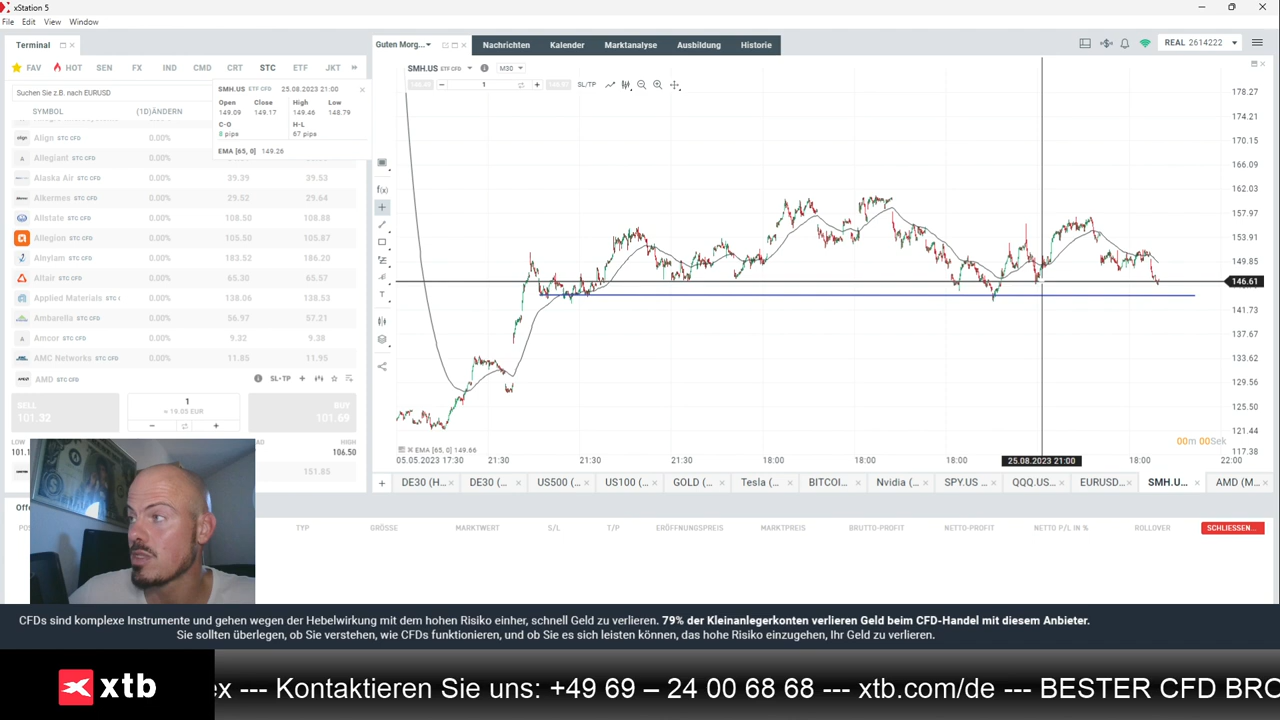 xStation 5
File Edit View Window
Terminal
FAV HOT SEN FX IND CMD CRT STC ETF JKT
Suchen Sie z.B. nach EURUSD
SYMBOL (1D)ÄNDERN
Align STC CFD 0.00%
Allegiant STC CFD 0.00%
Alaska Air STC CFD 0.00% 39.39 39.53
Alkermes STC CFD 0.00% 29.52 29.64
Allstate STC CFD 0.00% 108.50 108.88
Allegion STC CFD 0.00% 105.50 105.87
Alnylam STC CFD 0.00% 183.52 186.20
Altair STC CFD 0.00% 65.30 65.57
Applied Materials STC 0.00% 138.06 138.53
Ambarella STC CFD 0.00% 56.97 57.21
Amcor STC CFD 0.00% 9.32 9.38
AMC Networks STC CFD 0.00% 11.85 11.95
AMD STC CFD SL-TP
SELL 101.32
1
≈ 19.05 EUR
BUY 101.69
LOW HIGH
106.50
151.85
SMH.US ETF CFD 25.08.2023 21:00
Open Close High Low
149.09 149.17 149.46 148.79
C-O H-L
8 pips 67 pips
EMA [65, 0] 149.26
Guten Morg... Nachrichten Kalender Marktanalyse Ausbildung Historie
REAL 2614222
SMH.US ETF CFD M30
1 SL/TP
178.27
174.21
170.15
166.09
162.03
157.97
153.91
149.85
146.61
141.73
137.67
133.62
129.56
125.50
121.44
117.38
00m 00Sek
EMA [65, 0] 149.66
05.05.2023 17:30 21:30 21:30 21:30 18:00 18:00 18:00 25.08.2023 21:00 18:00 22:00
DE30 (H... DE30 (... US500 (... US100 (... GOLD (... Tesla (... BITCOI... Nvidia (... SPY.US ... QQQ.US... EURUSD... SMH.U... AMD (M...
TYP GRÖSSE MARKTWERT S/L T/P ERÖFFNUNGSPREIS MARKTPREIS BRUTTO-PROFIT NETTO-PROFIT NETTO P/L IN % ROLLOVER SCHLIESSEN...
CFDs sind komplexe Instrumente und gehen wegen der Hebelwirkung mit dem hohen Risiko einher, schnell Geld zu verlieren. 79% der Kleinanlegerkonten verlieren Geld beim CFD-Handel mit diesem Anbieter.
Sie sollten überlegen, ob Sie verstehen, wie CFDs funktionieren, und ob Sie es sich leisten können, das hohe Risiko einzugehen, Ihr Geld zu verlieren.
xtb
ex --- Kontaktieren Sie uns: +49 69 – 24 00 68 68 --- xtb.com/de --- BESTER CFD BRO